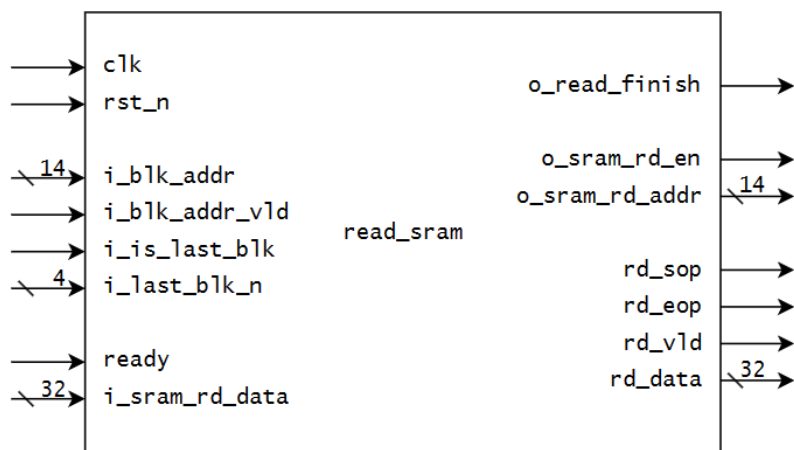 clk
rst_n
14
i_blk_addr
i_blk_addr_vld
i_is_last_blk
4
i_last_blk_n
ready
32
i_sram_rd_data
read_sram
o_read_finish
o_sram_rd_en
o_sram_rd_addr
14
rd_sop
rd_eop
rd_vld
rd_data
32